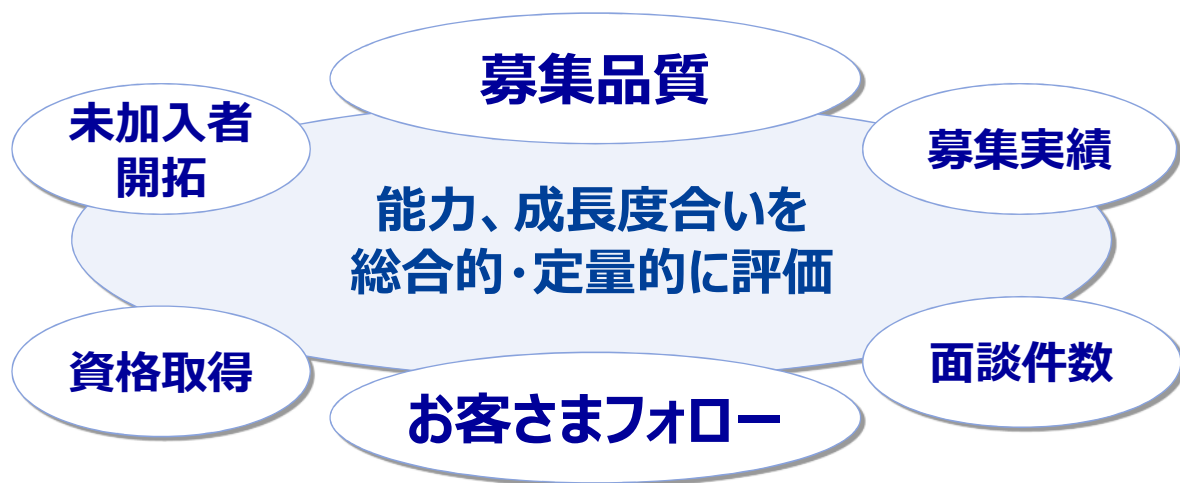 募集品質
未加入者
開拓
募集実績
能力、成長度合いを
総合的・定量的に評価
資格取得
面談件数
お客さまフォロー